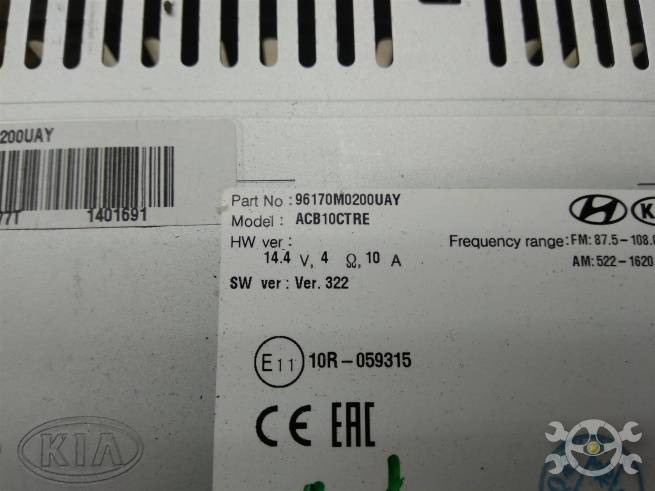 200UAY
77T 1401691
Part No : 96170M0200UAY
Model : ACB10CTRE
HW ver :
14.4 V, 4 Ω, 10 A
SW ver : Ver. 322
Frequency range: FM: 87.5-108.
AM: 522-1620
E11 10R-059315
CE EAC
KIA